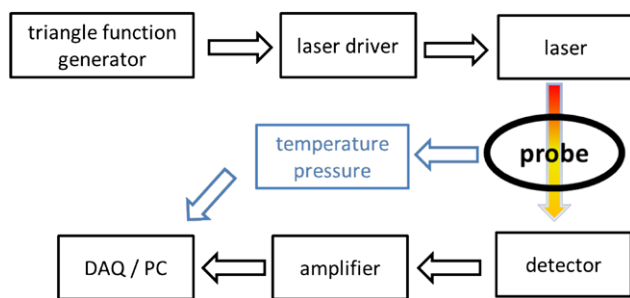 triangle function
generator
laser driver
laser
temperature
pressure
probe
DAQ / PC
amplifier
detector